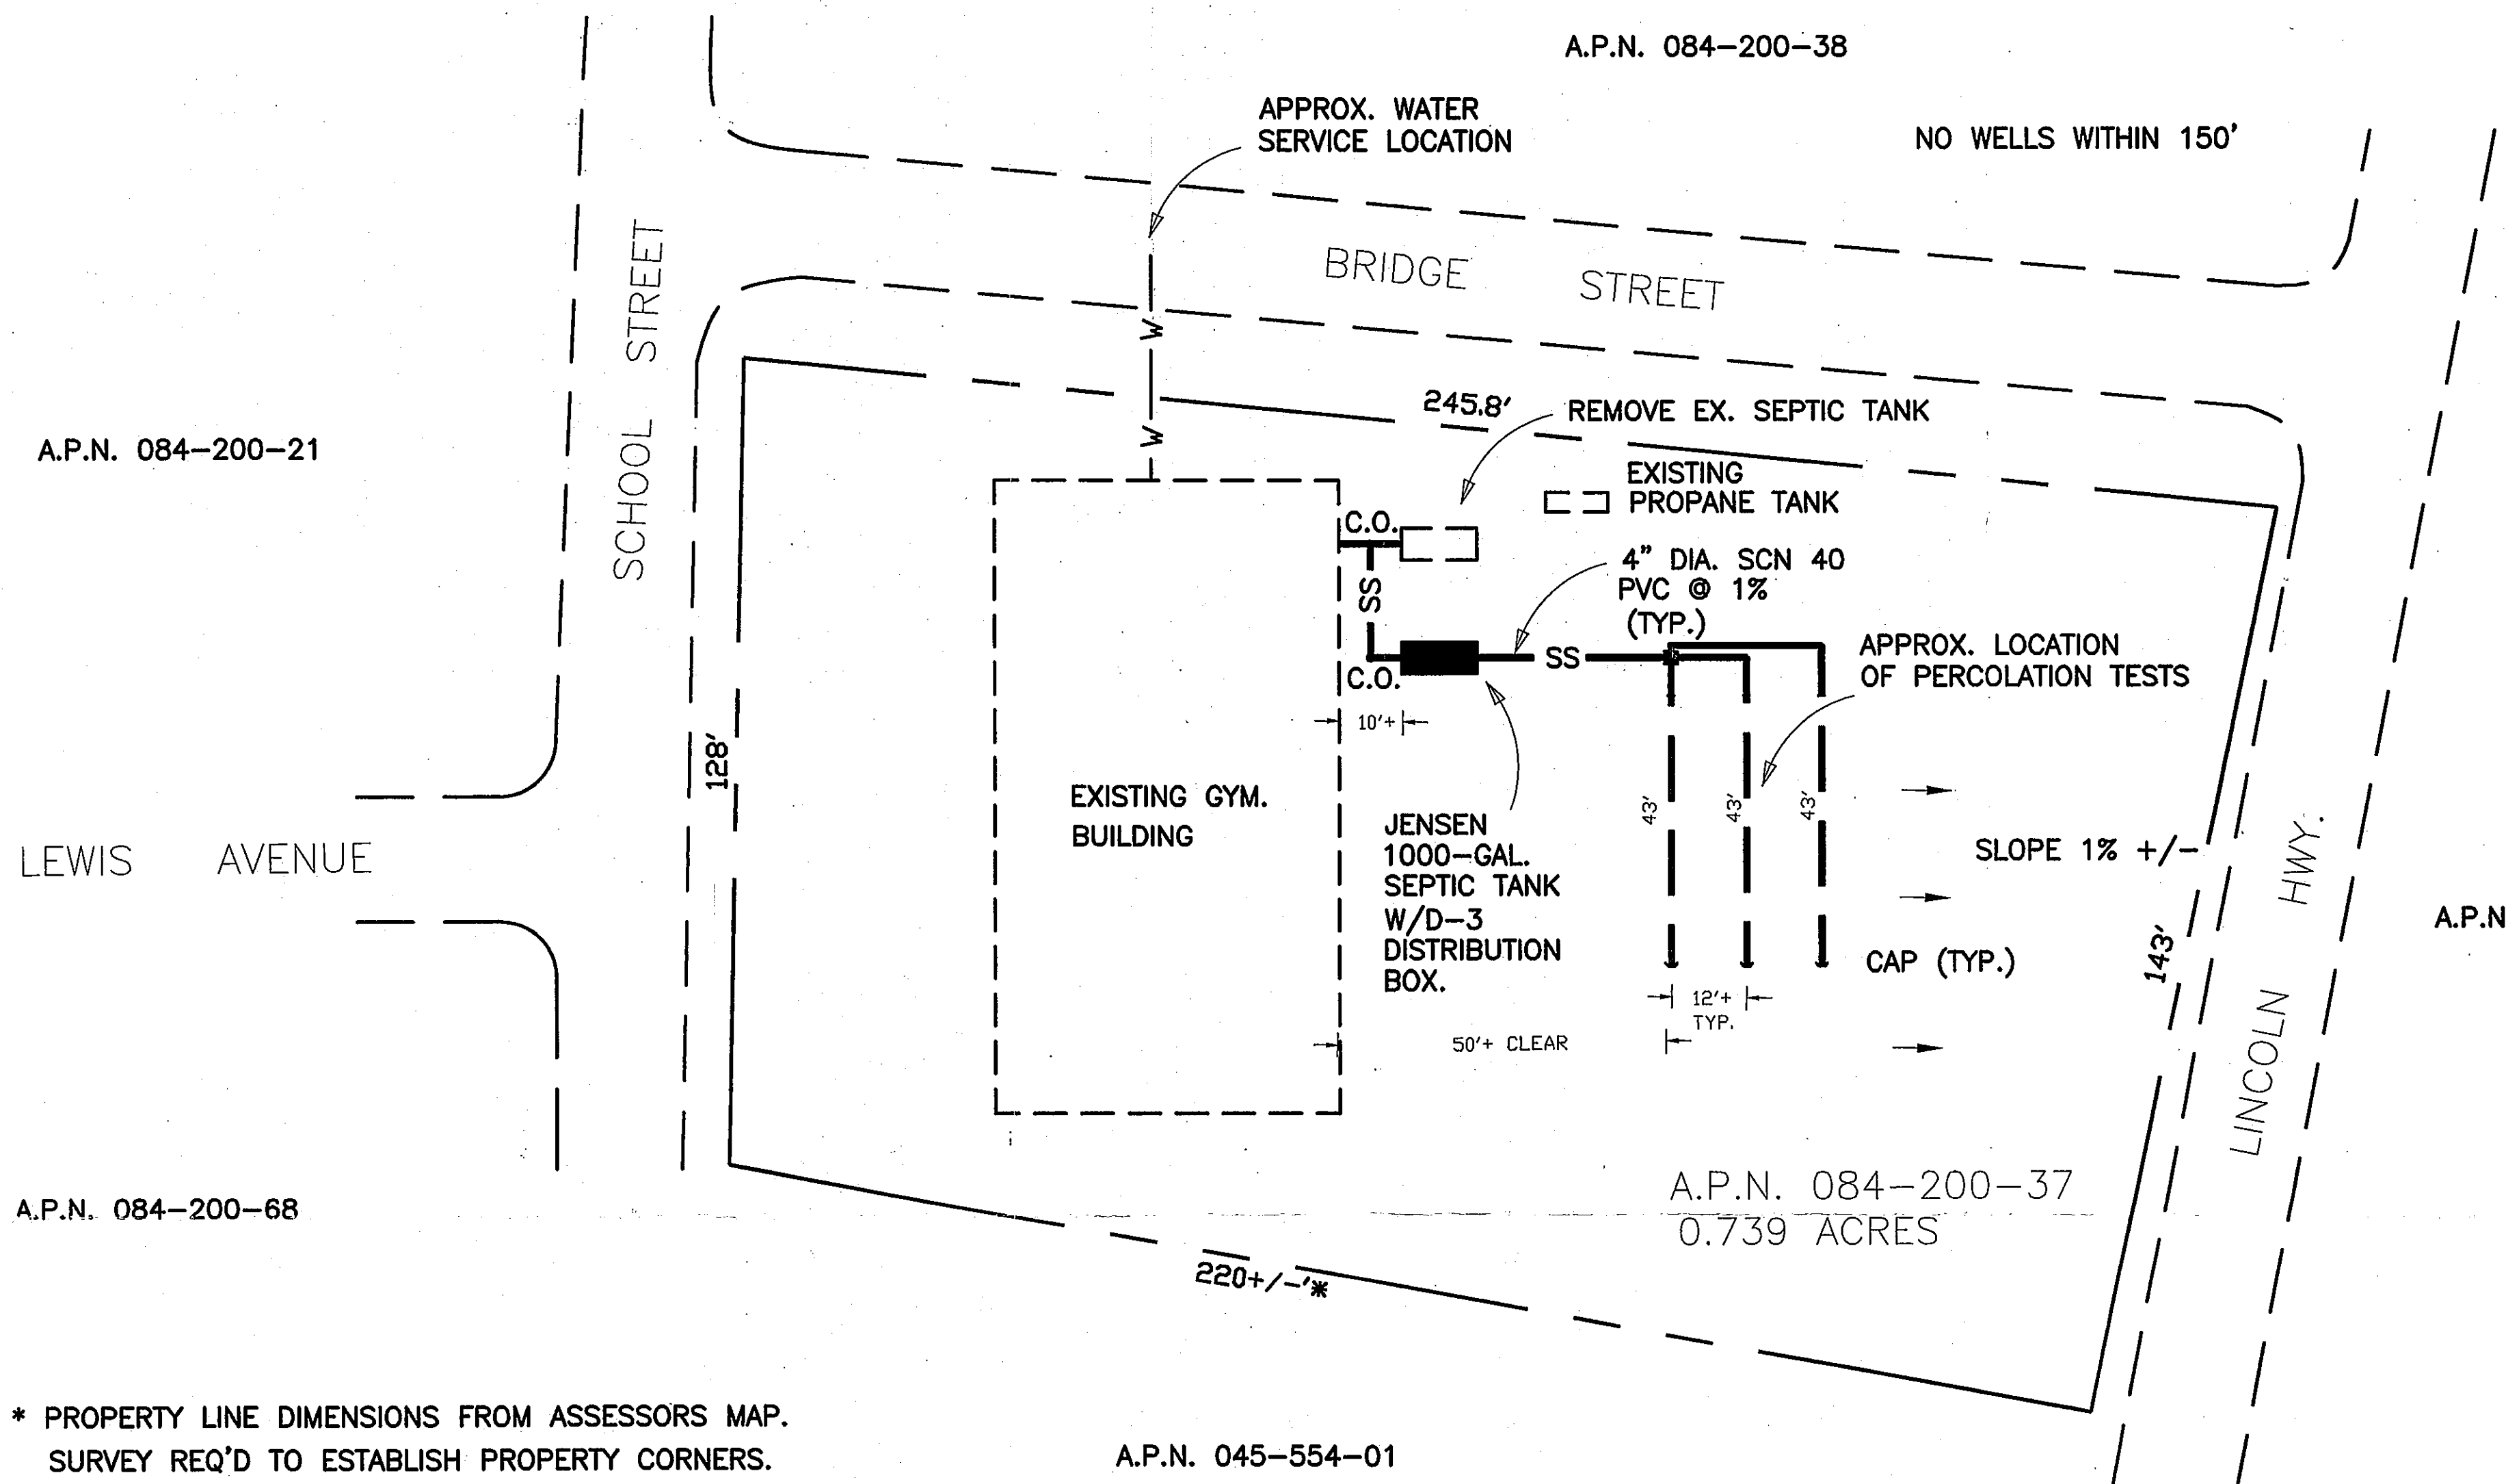 A.P.N. 084-200-38
APPROX. WATER
SERVICE LOCATION
NO WELLS WITHIN 150'
BRIDGE STREET
SCHOOL STREET
W
W
245.8'
REMOVE EX. SEPTIC TANK
A.P.N. 084-200-21
EXISTING
PROPANE TANK
C.O.
4" DIA. SCN 40
PVC @ 1%
(TYP.)
SS
SS
C.O.
APPROX. LOCATION
OF PERCOLATION TESTS
10'+
128'
EXISTING GYM.
BUILDING
43'
43'
43'
JENSEN
1000-GAL.
SEPTIC TANK
W/D-3
DISTRIBUTION
BOX.
SLOPE 1% +/-
LEWIS AVENUE
LINCOLN HWY.
A.P.N
143'
CAP (TYP.)
12'+
TYP.
50'+ CLEAR
A.P.N. 084-200-37
0.739 ACRES
A.P.N. 084-200-68
220+/-'*
* PROPERTY LINE DIMENSIONS FROM ASSESSORS MAP.
SURVEY REQ'D TO ESTABLISH PROPERTY CORNERS.
A.P.N. 045-554-01